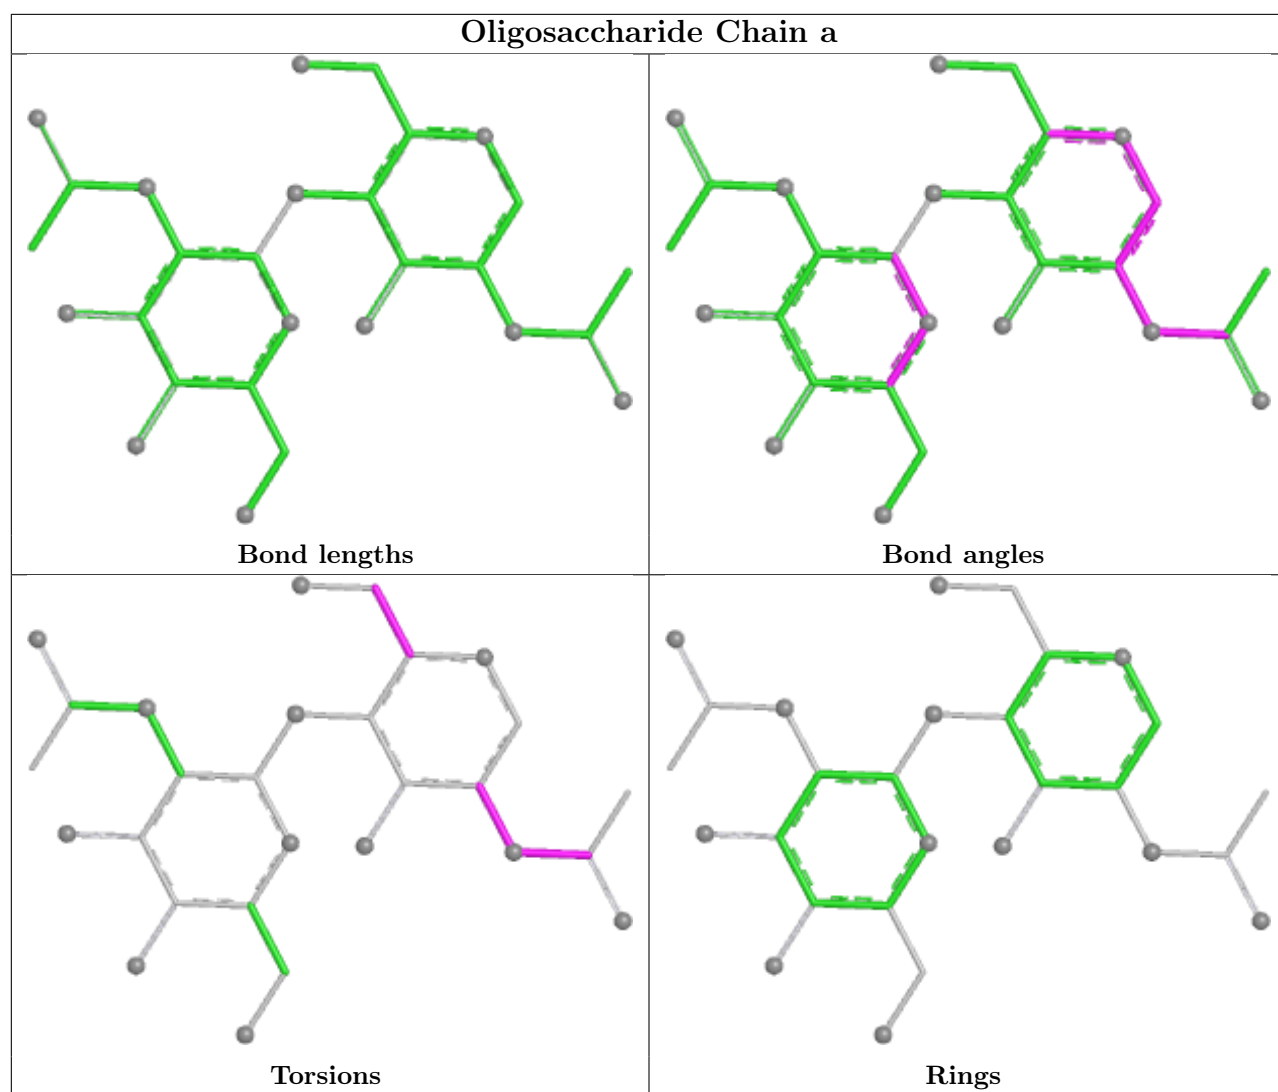 Oligosaccharide Chain a
Bond lengths
Bond angles
Torsions
Rings